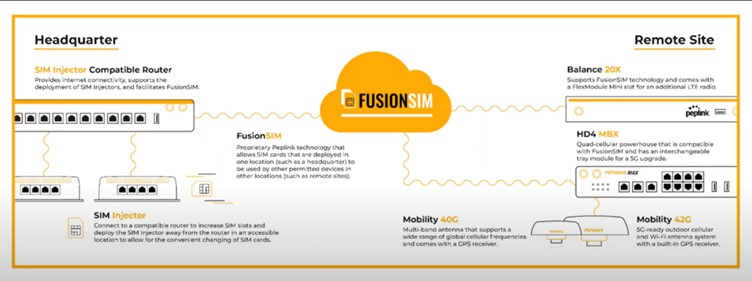 Headquarter
SIM Injector Compatible Router
Provides internet connectivity, supports the
deployment of SIM Injectors, and facilitates FusionSIM.
FusionSIM
Proprietary Peplink technology that
allows SIM cards that are deployed in
one location (such as a headquarter) to
be used by other permitted devices in
other locations (such as remote sites).
SIM Injector
Connect to a compatible router to increase SIM slots and
deploy the SIM Injector away from the router in an accessible
location to allow for the convenient changing of SIM cards.
FUSIONSIM
Remote Site
Balance 20X
Supports FusionSIM technology and comes with
a FlexModule Mini slot for an additional LTE radio.
peplink
HD4 MBX
Quad-cellular powerhouse that is compatible
with FusionSIM and has an interchangeable
tray module for a 5G upgrade.
PEPWAVE MAX
Mobility 40G
Multi-band antenna that supports a
wide range of global cellular frequencies
and comes with a GPS receiver.
Mobility 42G
5G-ready outdoor cellular
and Wi-Fi antenna system
with a built-in GPS receiver.